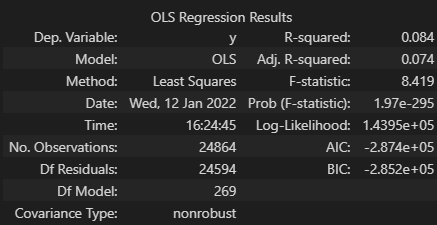 OLS Regression Results
Dep. Variable: y R-squared: 0.084
Model: OLS Adj. R-squared: 0.074
Method: Least Squares F-statistic: 8.419
Date: Wed, 12 Jan 2022 Prob (F-statistic): 1.97e-295
Time: 16:24:45 Log-Likelihood: 1.4395e+05
No. Observations: 24864 AIC: -2.874e+05
Df Residuals: 24594 BIC: -2.852e+05
Df Model: 269
Covariance Type: nonrobust